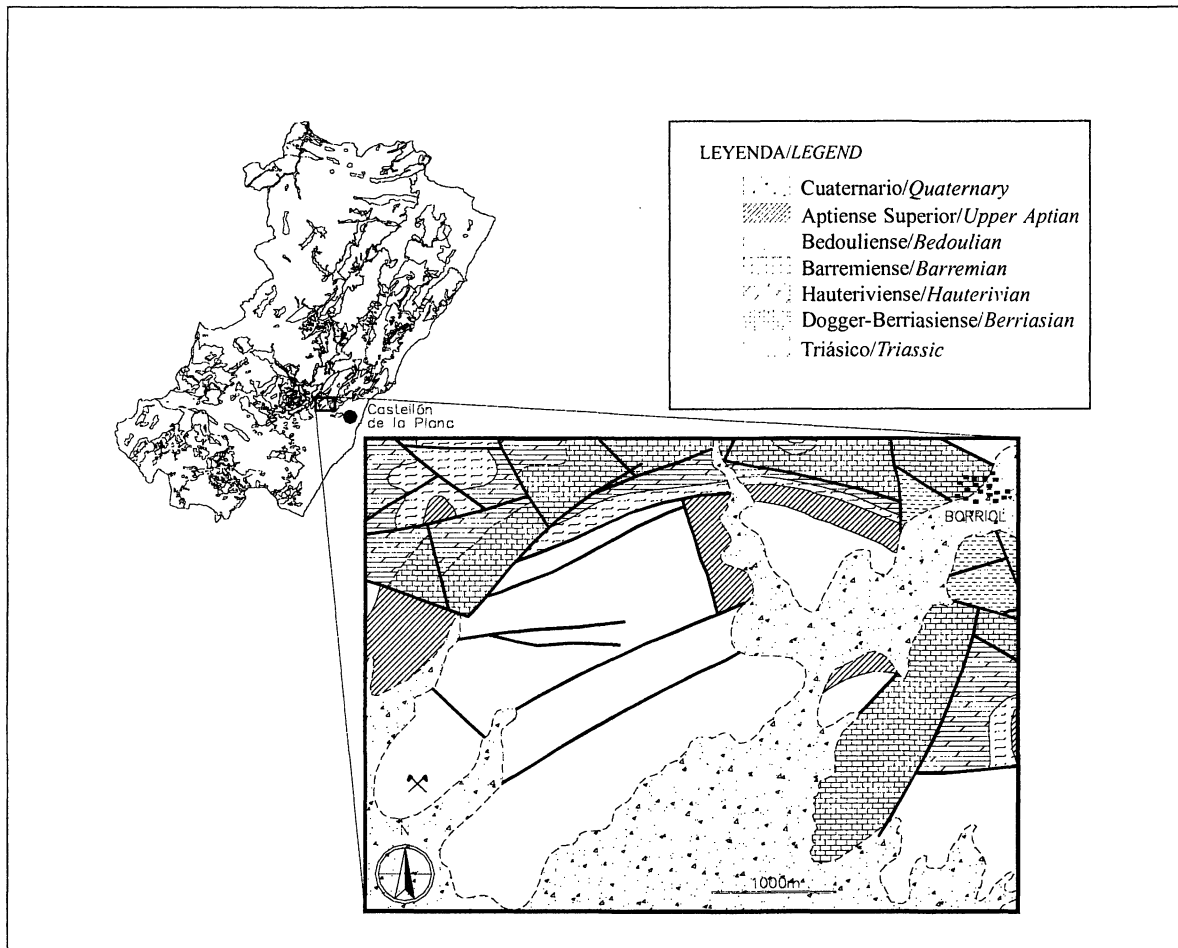 LEYENDA/LEGEND
Cuaternario/Quaternary
Aptiense Superior/Upper Aptian
Bedouliense/Bedoulian
Barremiense/Barremian
Hauteriviense/Hauterivian
Dogger-Berriasiense/Berriasian
Triásico/Triassic
Castellón
de la Plana
BORRIOL
N
1000m